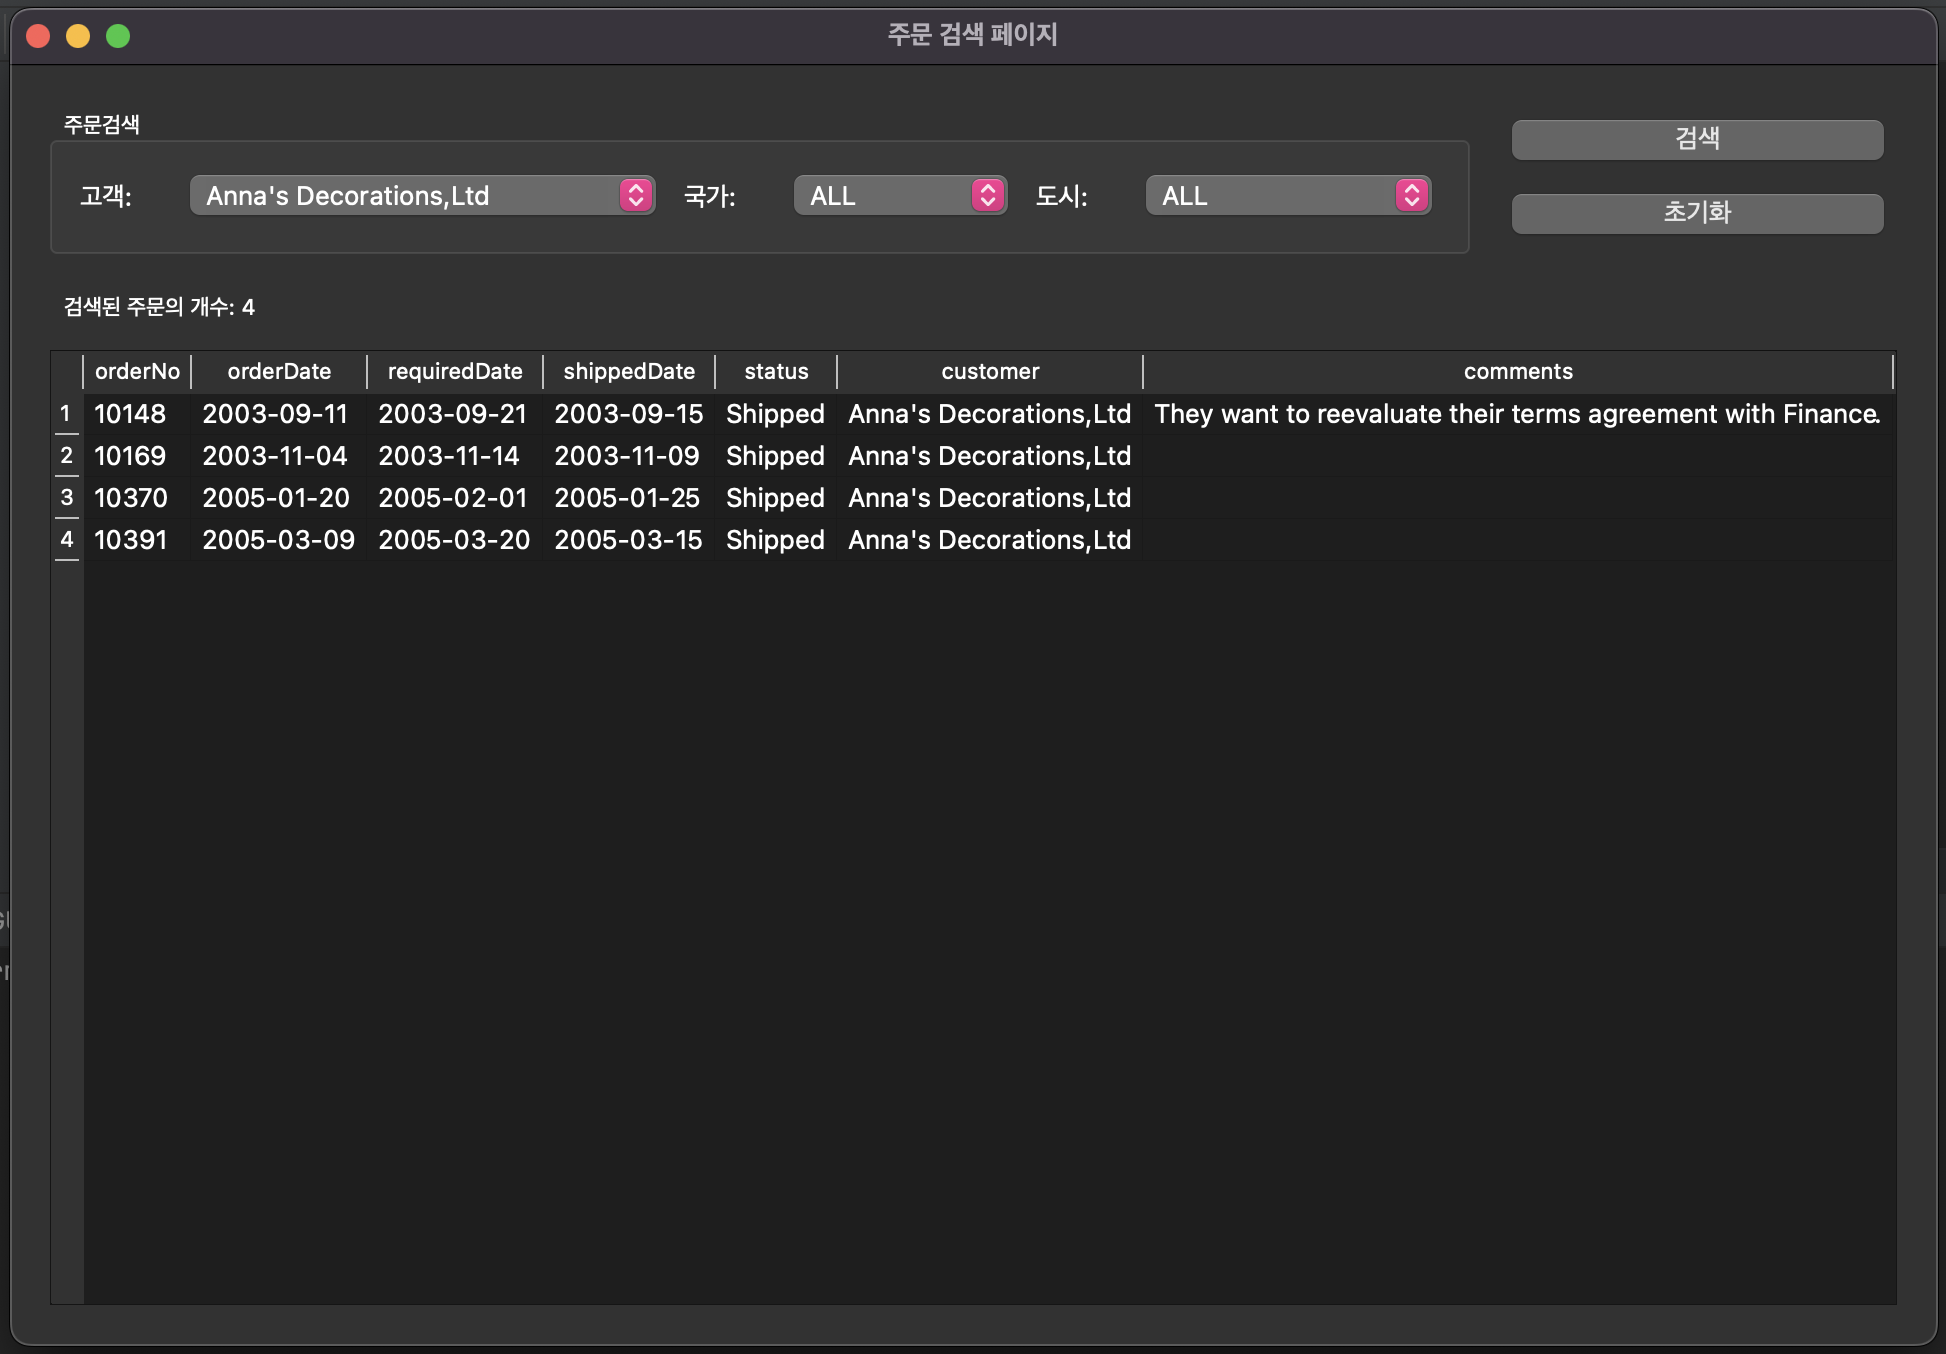 주문 검색 페이지
주문검색
고객: Anna's Decorations,Ltd 국가: ALL 도시: ALL
검색
초기화
검색된 주문의 개수: 4
orderNo orderDate requiredDate shippedDate status customer comments
1 10148 2003-09-11 2003-09-21 2003-09-15 Shipped Anna's Decorations,Ltd They want to reevaluate their terms agreement with Finance.
2 10169 2003-11-04 2003-11-14 2003-11-09 Shipped Anna's Decorations,Ltd
3 10370 2005-01-20 2005-02-01 2005-01-25 Shipped Anna's Decorations,Ltd
4 10391 2005-03-09 2005-03-20 2005-03-15 Shipped Anna's Decorations,Ltd